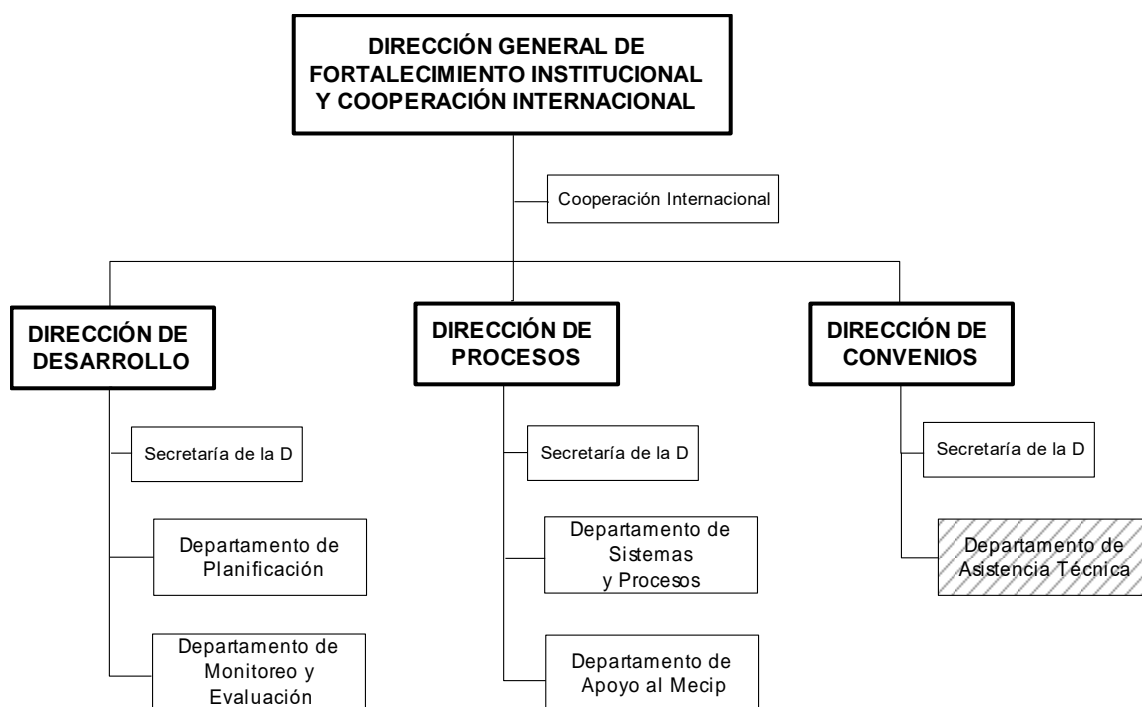 DIRECCIÓN GENERAL DE
FORTALECIMIENTO INSTITUCIONAL
Y COOPERACIÓN INTERNACIONAL
Cooperación Internacional
DIRECCIÓN DE
DESARROLLO
DIRECCIÓN DE
PROCESOS
DIRECCIÓN DE
CONVENIOS
Secretaría de la D
Secretaría de la D
Secretaría de la D
Departamento de
Planificación
Departamento de
Sistemas
y Procesos
Departamento de
Asistencia Técnica
Departamento de
Monitoreo y
Evaluación
Departamento de
Apoyo al Mecip